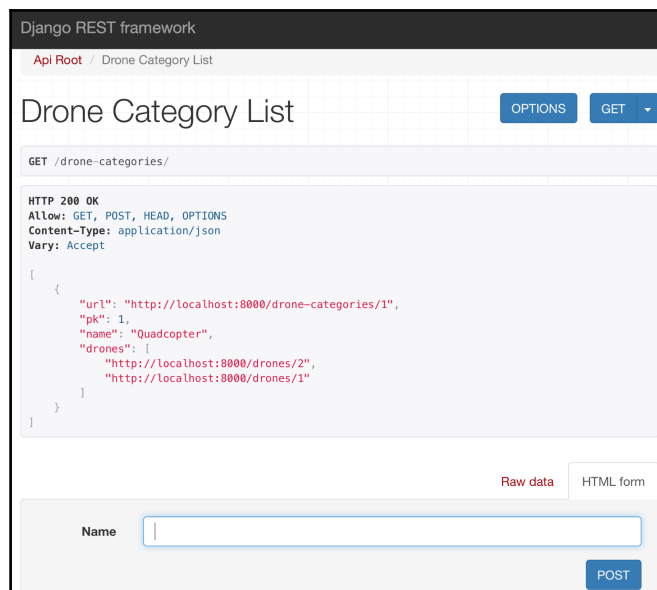 Django REST framework
Api Root / Drone Category List
Drone Category List
OPTIONS
GET
GET /drone-categories/
HTTP 200 OK
Allow: GET, POST, HEAD, OPTIONS
Content-Type: application/json
Vary: Accept
[
    {
        "url": "http://localhost:8000/drone-categories/1",
        "pk": 1,
        "name": "Quadcopter",
        "drones": [
            "http://localhost:8000/drones/2",
            "http://localhost:8000/drones/1"
        ]
    }
]
Raw data
HTML form
Name
POST